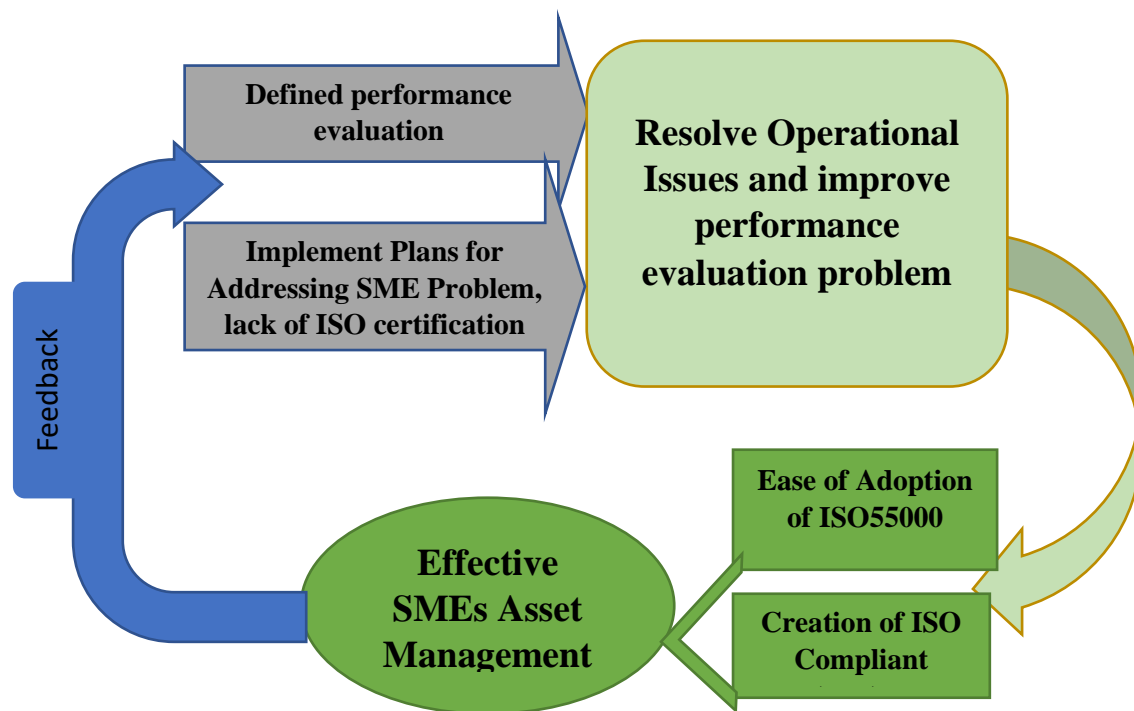 Defined performance
evaluation
Implement Plans for
Addressing SME Problem,
lack of ISO certification
Resolve Operational
Issues and improve
performance
evaluation problem
Feedback
Ease of Adoption
of ISO55000
Creation of ISO
Compliant
Effective
SMEs Asset
Management